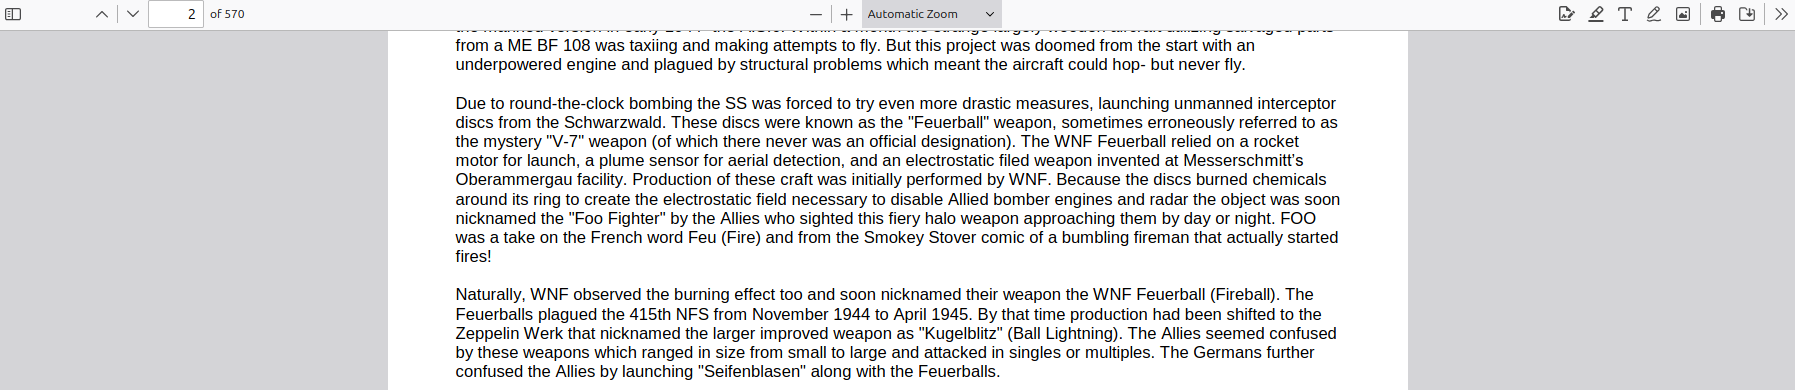 2 of 570 Automatic Zoom
from a ME BF 108 was taxiing and making attempts to fly. But this project was doomed from the start with an
underpowered engine and plagued by structural problems which meant the aircraft could hop- but never fly.
Due to round-the-clock bombing the SS was forced to try even more drastic measures, launching unmanned interceptor
discs from the Schwarzwald. These discs were known as the "Feuerball" weapon, sometimes erroneously referred to as
the mystery "V-7" weapon (of which there never was an official designation). The WNF Feuerball relied on a rocket
motor for launch, a plume sensor for aerial detection, and an electrostatic filed weapon invented at Messerschmitt's
Oberammergau facility. Production of these craft was initially performed by WNF. Because the discs burned chemicals
around its ring to create the electrostatic field necessary to disable Allied bomber engines and radar the object was soon
nicknamed the "Foo Fighter" by the Allies who sighted this fiery halo weapon approaching them by day or night. FOO
was a take on the French word Feu (Fire) and from the Smokey Stover comic of a bumbling fireman that actually started
fires!
Naturally, WNF observed the burning effect too and soon nicknamed their weapon the WNF Feuerball (Fireball). The
Feuerballs plagued the 415th NFS from November 1944 to April 1945. By that time production had been shifted to the
Zeppelin Werk that nicknamed the larger improved weapon as "Kugelblitz" (Ball Lightning). The Allies seemed confused
by these weapons which ranged in size from small to large and attacked in singles or multiples. The Germans further
confused the Allies by launching "Seifenblasen" along with the Feuerballs.